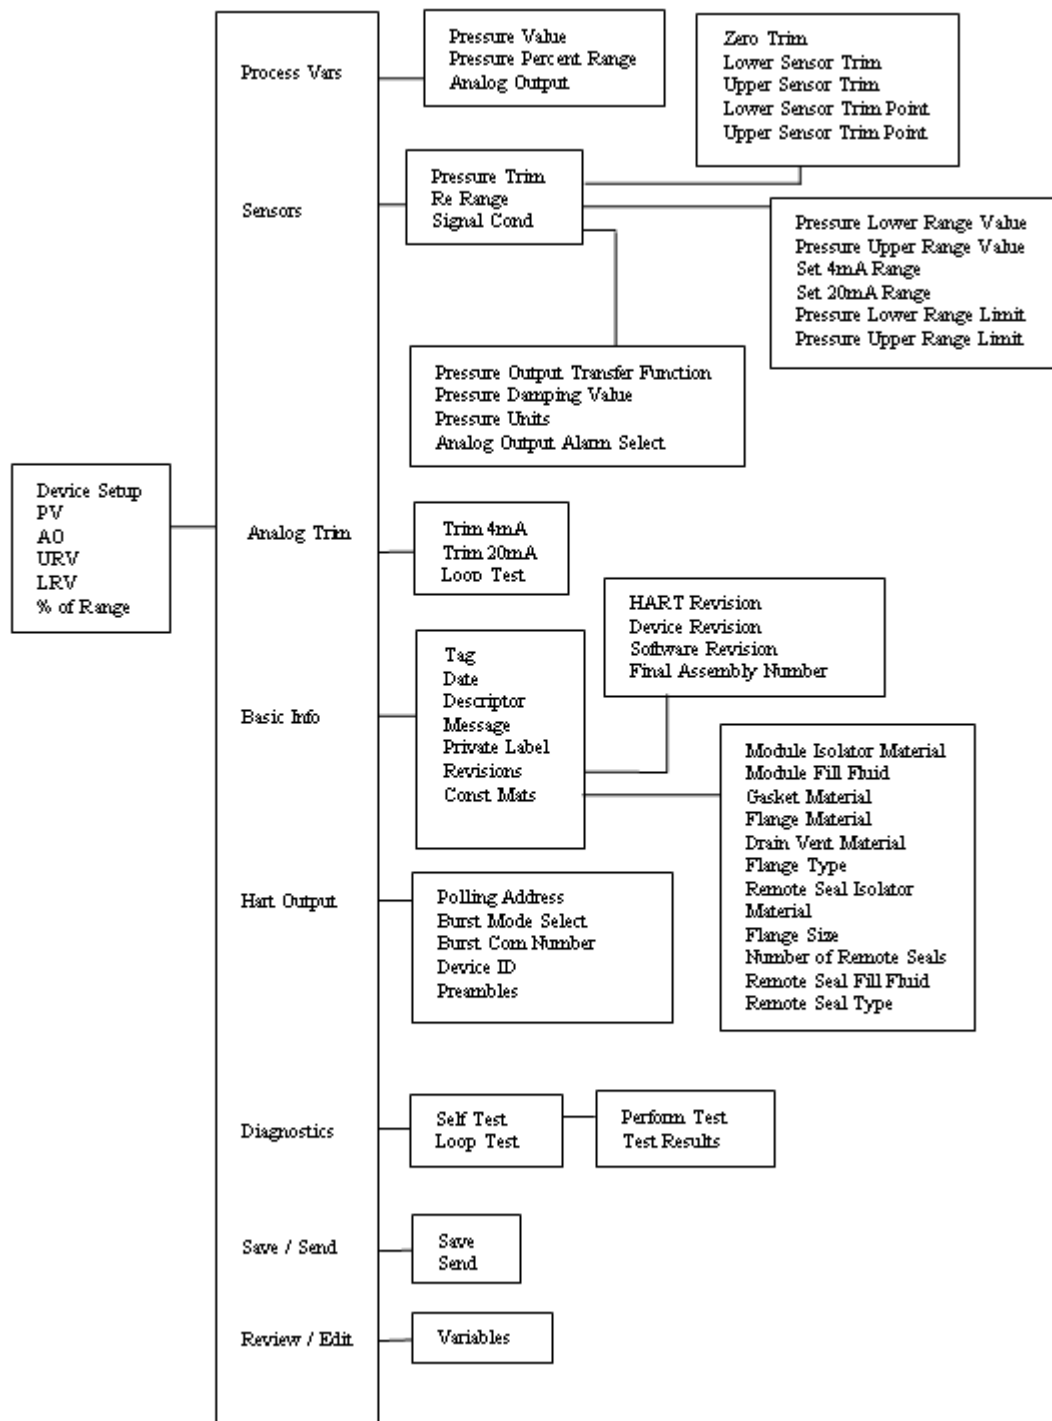 Device Setup
PV
AO
URV
LRV
% of Range
Process Vars
Pressure Value
Pressure Percent Range
Analog Output
Sensors
Pressure Trim
Re Range
Signal Cond
Zero Trim
Lower Sensor Trim
Upper Sensor Trim
Lower Sensor Trim Point
Upper Sensor Trim Point
Pressure Lower Range Value
Pressure Upper Range Value
Set 4mA Range
Set 20mA Range
Pressure Lower Range Limit
Pressure Upper Range Limit
Pressure Output Transfer Function
Pressure Damping Value
Pressure Units
Analog Output Alarm Select
Analog Trim
Trim 4mA
Trim 20mA
Loop Test
Basic Info
Tag
Date
Descriptor
Message
Private Label
Revisions
Const Mats
HART Revision
Device Revision
Software Revision
Final Assembly Number
Module Isolator Material
Module Fill Fluid
Gasket Material
Flange Material
Drain Vent Material
Flange Type
Remote Seal Isolator
Material
Flange Size
Number of Remote Seals
Remote Seal Fill Fluid
Remote Seal Type
Hart Output
Polling Address
Burst Mode Select
Burst Com Number
Device ID
Preambles
Diagnostics
Self Test
Loop Test
Perform Test
Test Results
Save / Send
Save
Send
Review / Edit
Variables